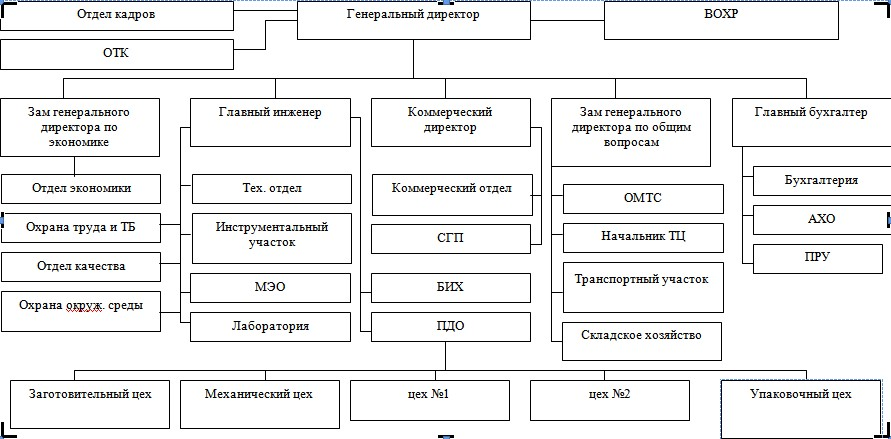 Отдел кадров
Генеральный директор
ВОХР
ОТК
Зам генерального
директора по
экономике
Главный инженер
Коммерческий
директор
Зам генерального
директора по общим
вопросам
Главный бухгалтер
Отдел экономики
Тех. отдел
Коммерческий отдел
ОМТС
Бухгалтерия
Охрана труда и ТБ
Инструментальный
участок
СГП
Начальник ТЦ
АХО
Отдел качества
МЭО
БИХ
Транспортный участок
ПРУ
Охрана окруж. среды
Лаборатория
ПДО
Складское хозяйство
Заготовительный цех
Механический цех
цех №1
цех №2
Упаковочный цех